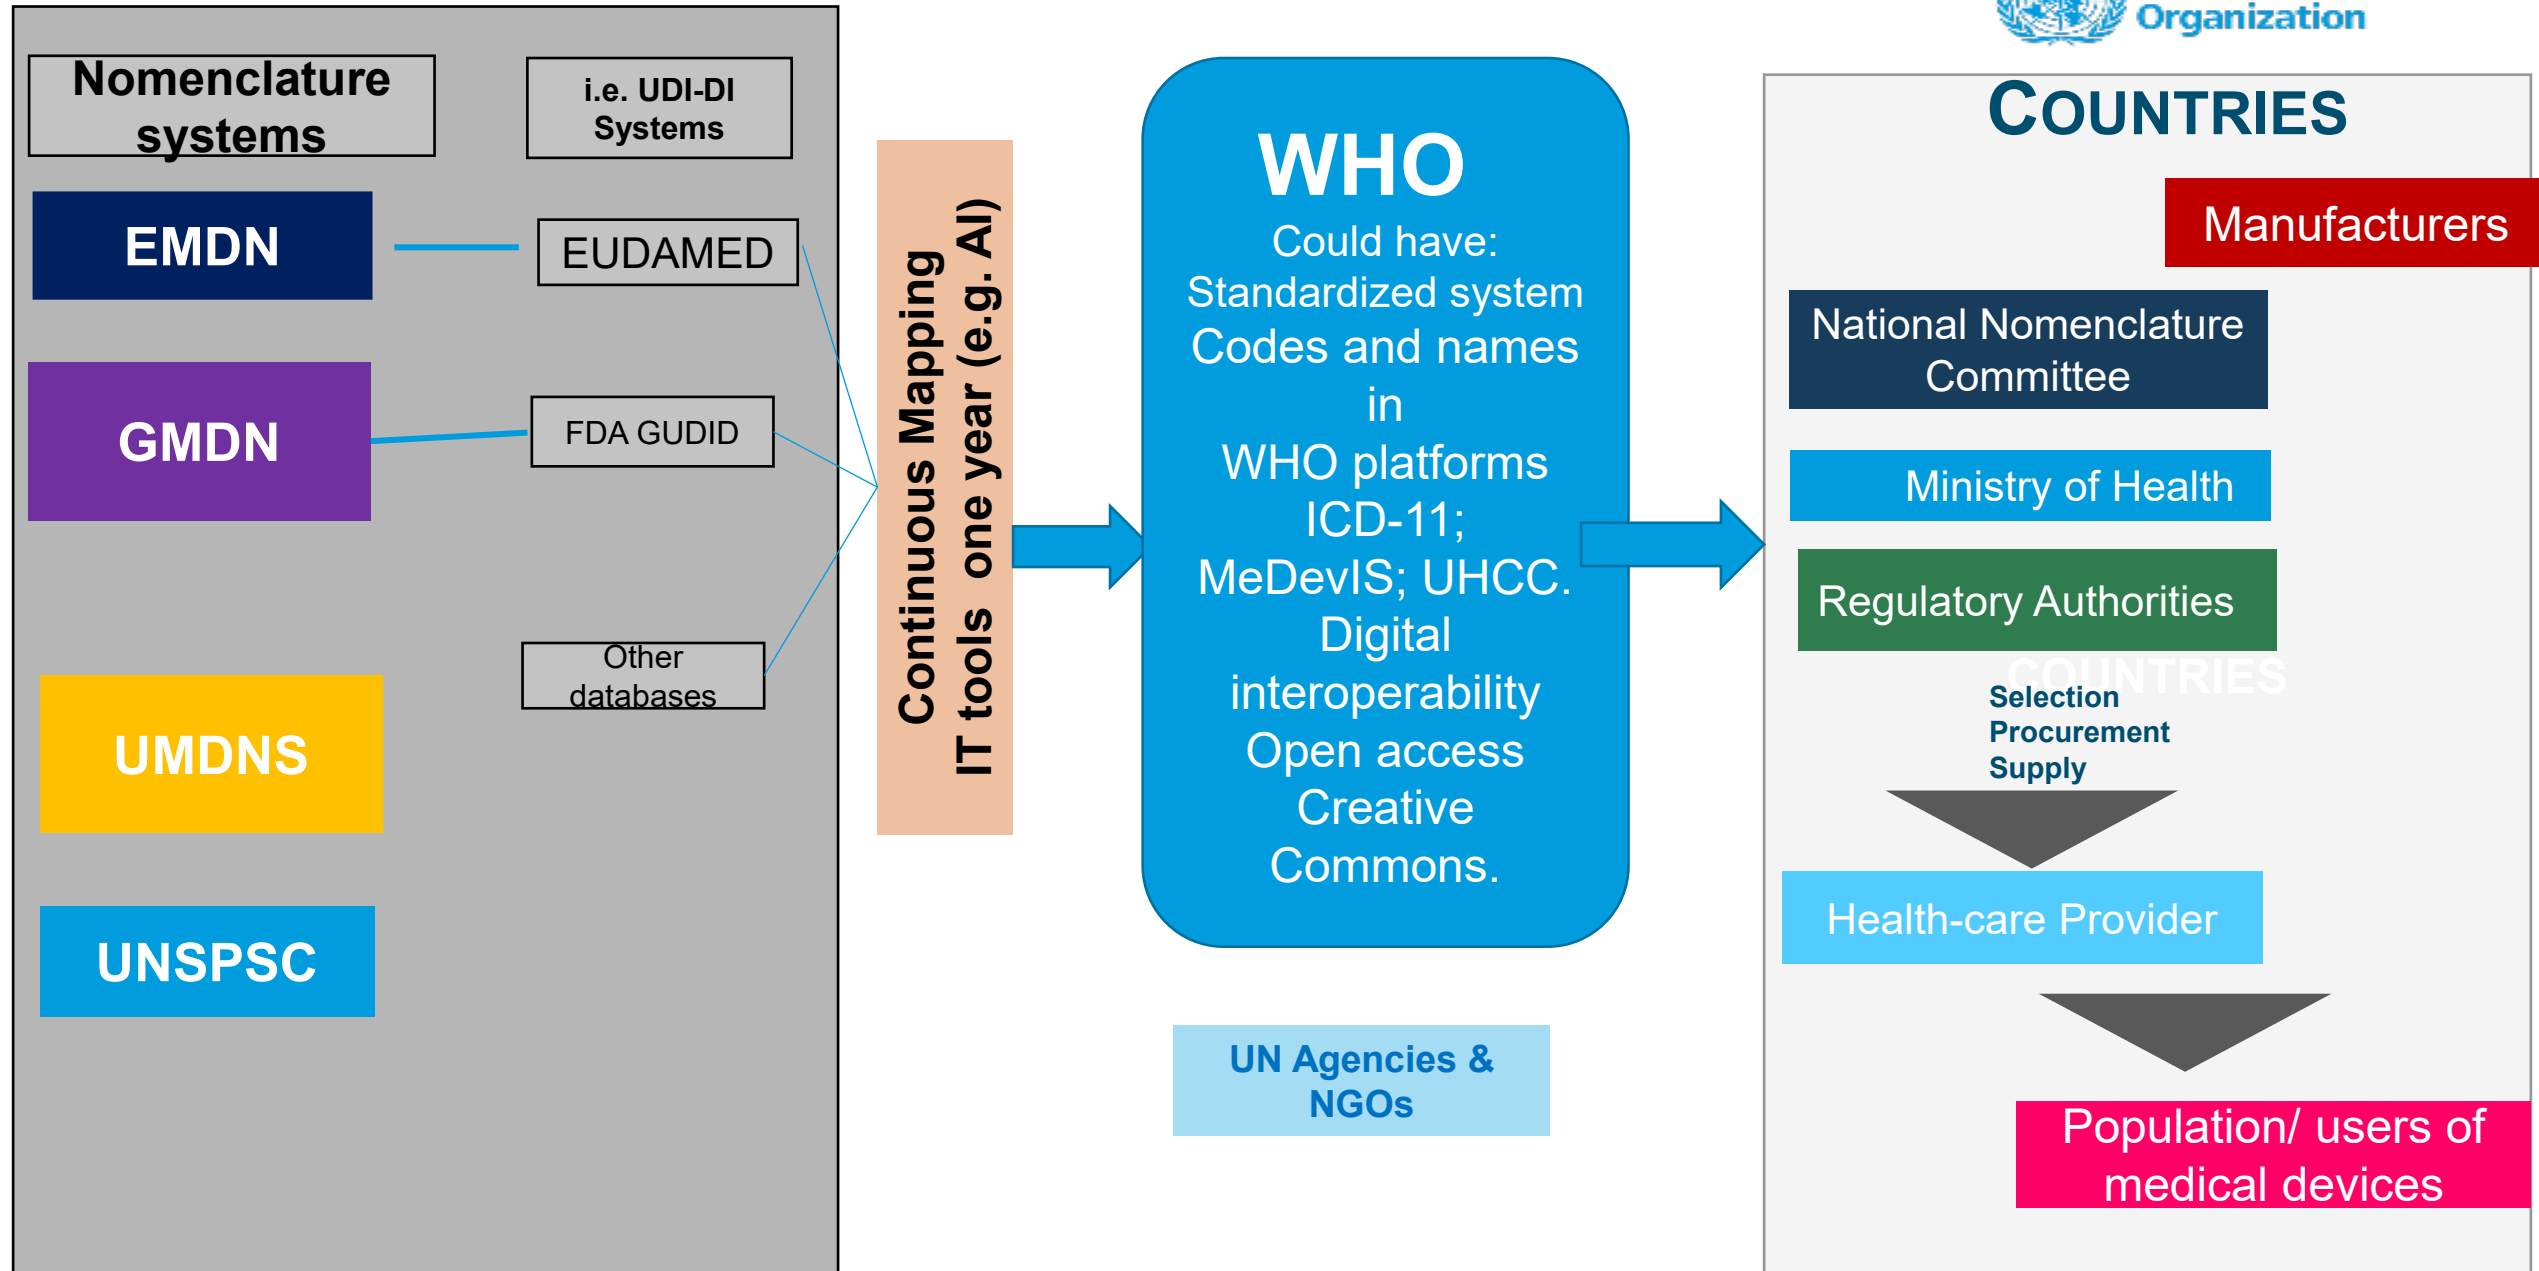 Organization
Nomenclature
systems
i.e. UDI-DI
Systems
EMDN
EUDAMED
GMDN
FDA GUDID
UMDNS
Other
databases
UNSPSC
Continuous Mapping
IT tools one year (e.g. AI)
WHO
Could have:
Standardized system
Codes and names
in
WHO platforms
ICD-11;
MeDevIS; UHCC.
Digital
interoperability
Open access
Creative
Commons.
UN Agencies &
NGOs
COUNTRIES
Manufacturers
National Nomenclature
Committee
Ministry of Health
Regulatory Authorities
COUNTRIES
Selection
Procurement
Supply
Health-care Provider
Population/ users of
medical devices